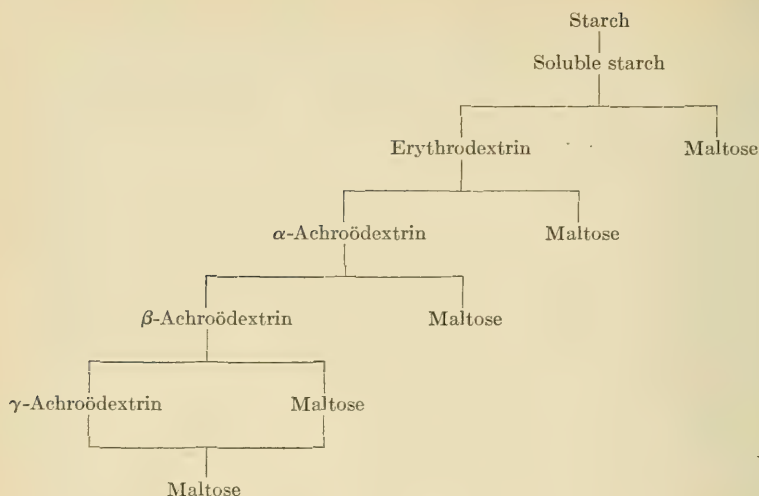 Starch
Soluble starch
Erythrodextrin Maltose
α-Achroödextrin Maltose
β-Achroödextrin Maltose
γ-Achroödextrin Maltose
Maltose